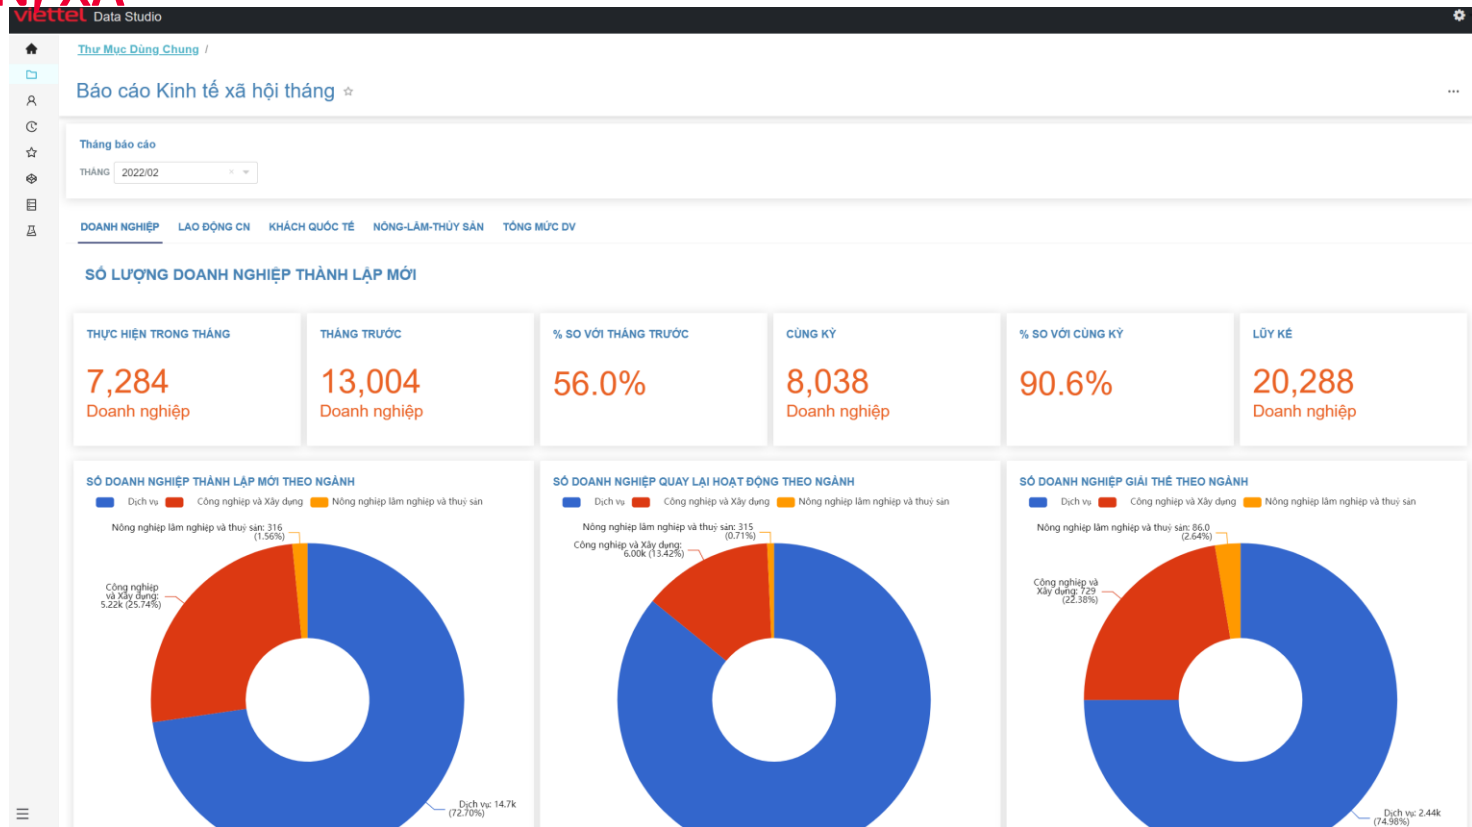 viettel Data Studio
Thư Mục Dùng Chung /
Báo cáo Kinh tế xã hội tháng
Tháng báo cáo
THÁNG 2022/02
DOANH NGHIỆP LAO ĐỘNG CN KHÁCH QUỐC TẾ NÔNG-LÂM-THỦY SẢN TỔNG MỨC DV
SỐ LƯỢNG DOANH NGHIỆP THÀNH LẬP MỚI
THỰC HIỆN TRONG THÁNG
7,284
Doanh nghiệp
THÁNG TRƯỚC
13,004
Doanh nghiệp
% SO VỚI THÁNG TRƯỚC
56.0%
CÙNG KỲ
8,038
Doanh nghiệp
% SO VỚI CÙNG KỲ
90.6%
LŨY KẾ
20,288
Doanh nghiệp
SỐ DOANH NGHIỆP THÀNH LẬP MỚI THEO NGÀNH
Dịch vụ Công nghiệp và Xây dựng Nông nghiệp lâm nghiệp và thuỷ sản
Nông nghiệp lâm nghiệp và thuỷ sản: 316
(1.56%)
Công nghiệp
và Xây dựng:
5.22k (25.74%)
Dịch vụ: 14.7k
(72.70%)
SỐ DOANH NGHIỆP QUAY LẠI HOẠT ĐỘNG THEO NGÀNH
Dịch vụ Công nghiệp và Xây dựng Nông nghiệp lâm nghiệp và thuỷ sản
Nông nghiệp lâm nghiệp và thuỷ sản: 315
(0.71%)
Công nghiệp và Xây dựng:
6.00k (13.42%)
SỐ DOANH NGHIỆP GIẢI THỂ THEO NGÀNH
Dịch vụ Công nghiệp và Xây dựng Nông nghiệp lâm nghiệp và thuỷ sản
Nông nghiệp lâm nghiệp và thuỷ sản: 86.0
(2.64%)
Công nghiệp và
Xây dựng: 729
(22.38%)
Dịch vụ: 2.44k
(74.98%)